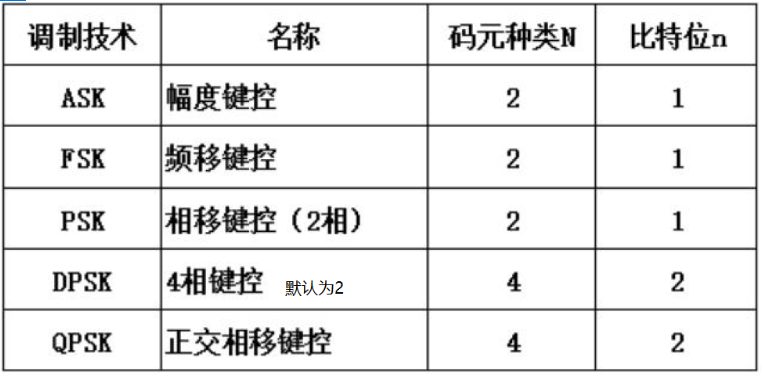 调制技术 名称 码元种类N 比特位n
ASK 幅度键控 2 1
FSK 频移键控 2 1
PSK 相移键控（2相） 2 1
DPSK 4相键控 默认为2 4 2
QPSK 正交相移键控 4 2